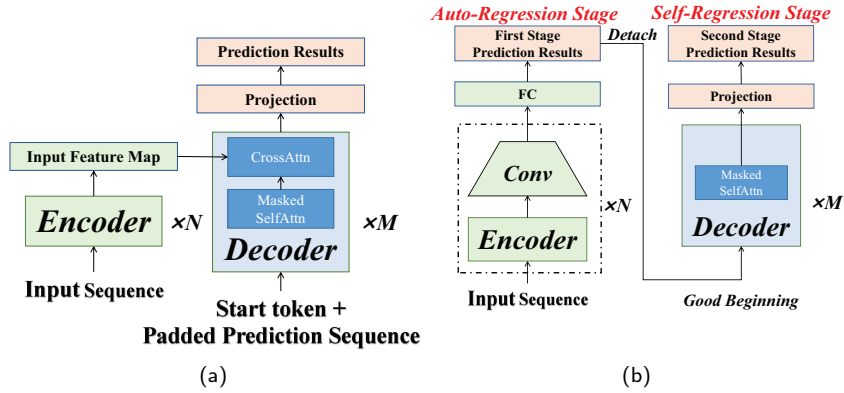 Prediction Results
Projection
Input Feature Map
CrossAttn
Masked
SelfAttn
Encoder
×N
Decoder
×M
Input Sequence
Start token +
Padded Prediction Sequence
(a)
Auto-Regression Stage
Self-Regression Stage
First Stage
Prediction Results
Detach
Second Stage
Prediction Results
FC
Projection
Conv
Masked
SelfAttn
×N
×M
Encoder
Decoder
Input Sequence
Good Beginning
(b)